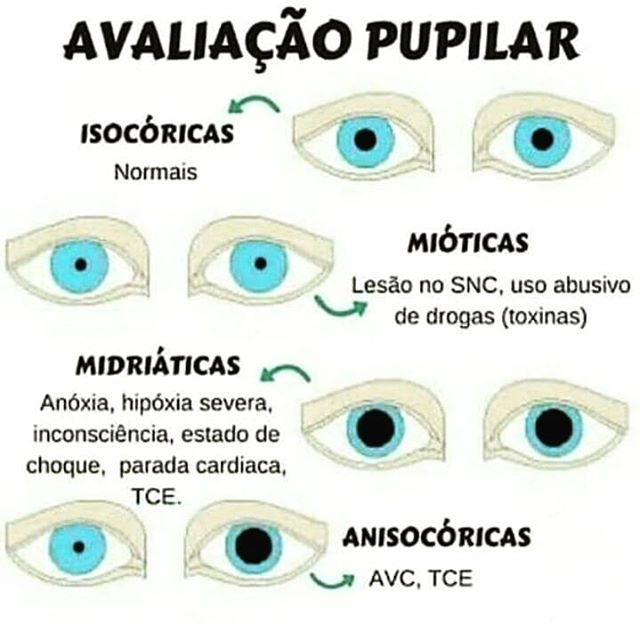 AVALIAÇÃO PUPILAR
ISOCÓRICAS
Normais
MIÓTICAS
Lesão no SNC, uso abusivo
de drogas (toxinas)
MIDRIÁTICAS
Anóxia, hipóxia severa,
inconsciência, estado de
choque, parada cardiaca,
TCE.
ANISOCÓRICAS
AVC, TCE